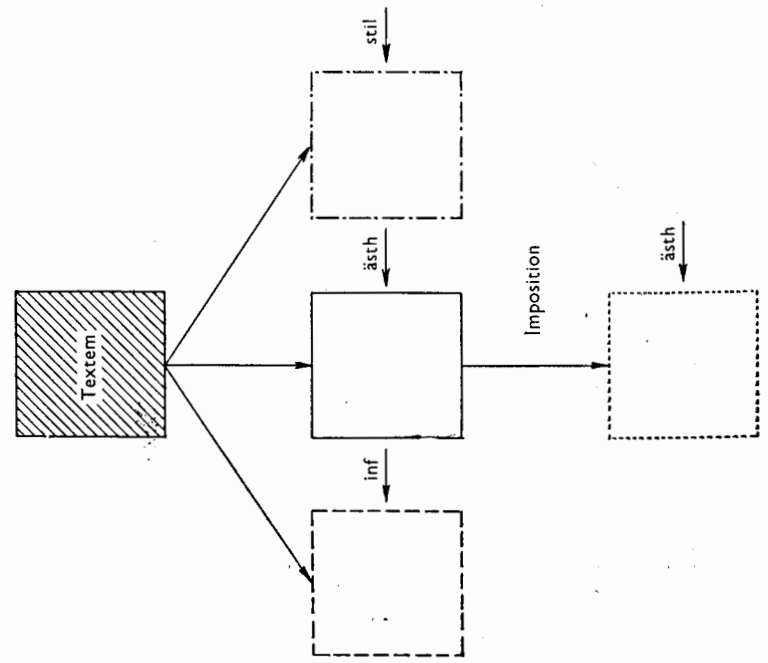 Textem
stil
ästh
inf
Imposition
ästh